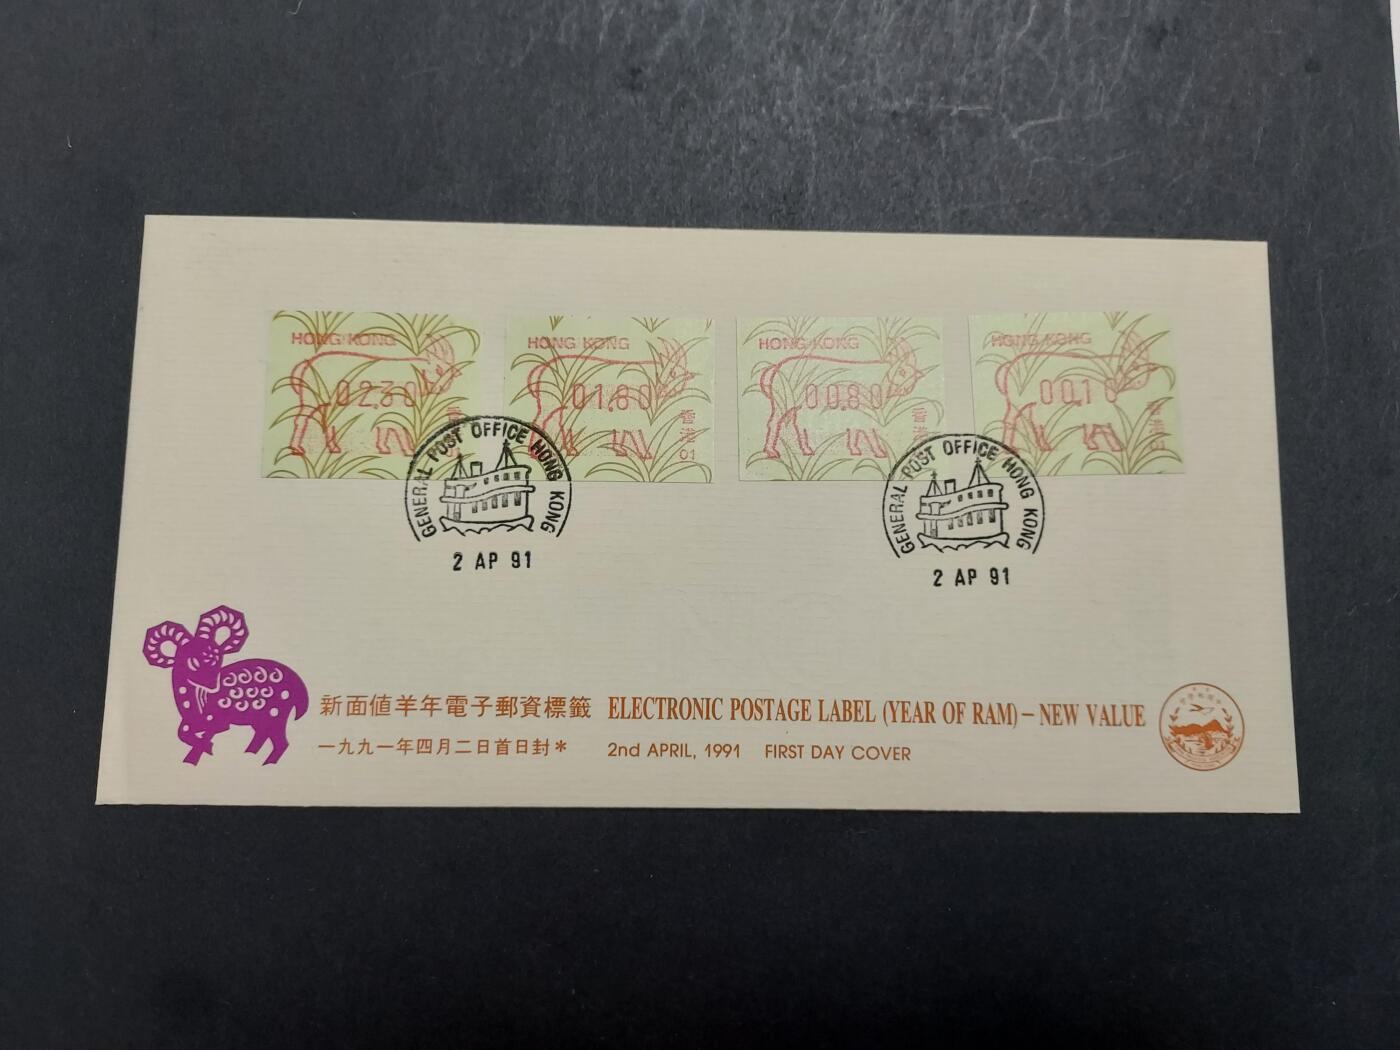 HONG KONG
02.30
香港
HONG KONG
01.80
香港
01
HONG KONG
00.80
香港
HONG KONG
00.10
香港
GENERAL POST OFFICE HONG KONG
2 AP 91
GENERAL POST OFFICE HONG KONG
2 AP 91
新面值羊年電子郵資標籤 ELECTRONIC POSTAGE LABEL (YEAR OF RAM) – NEW VALUE
一九九一年四月二日首日封* 2nd APRIL, 1991 FIRST DAY COVER